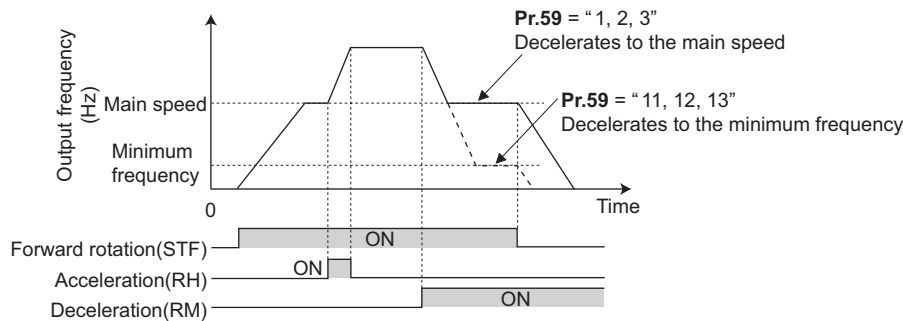 Pr.59 = “ 1, 2, 3”
Decelerates to the main speed
Output frequency
(Hz)
Main speed
Pr.59 = “ 11, 12, 13”
Decelerates to the minimum frequency
Minimum
frequency
0
Time
Forward rotation(STF)
ON
Acceleration(RH)
ON
Deceleration(RM)
ON